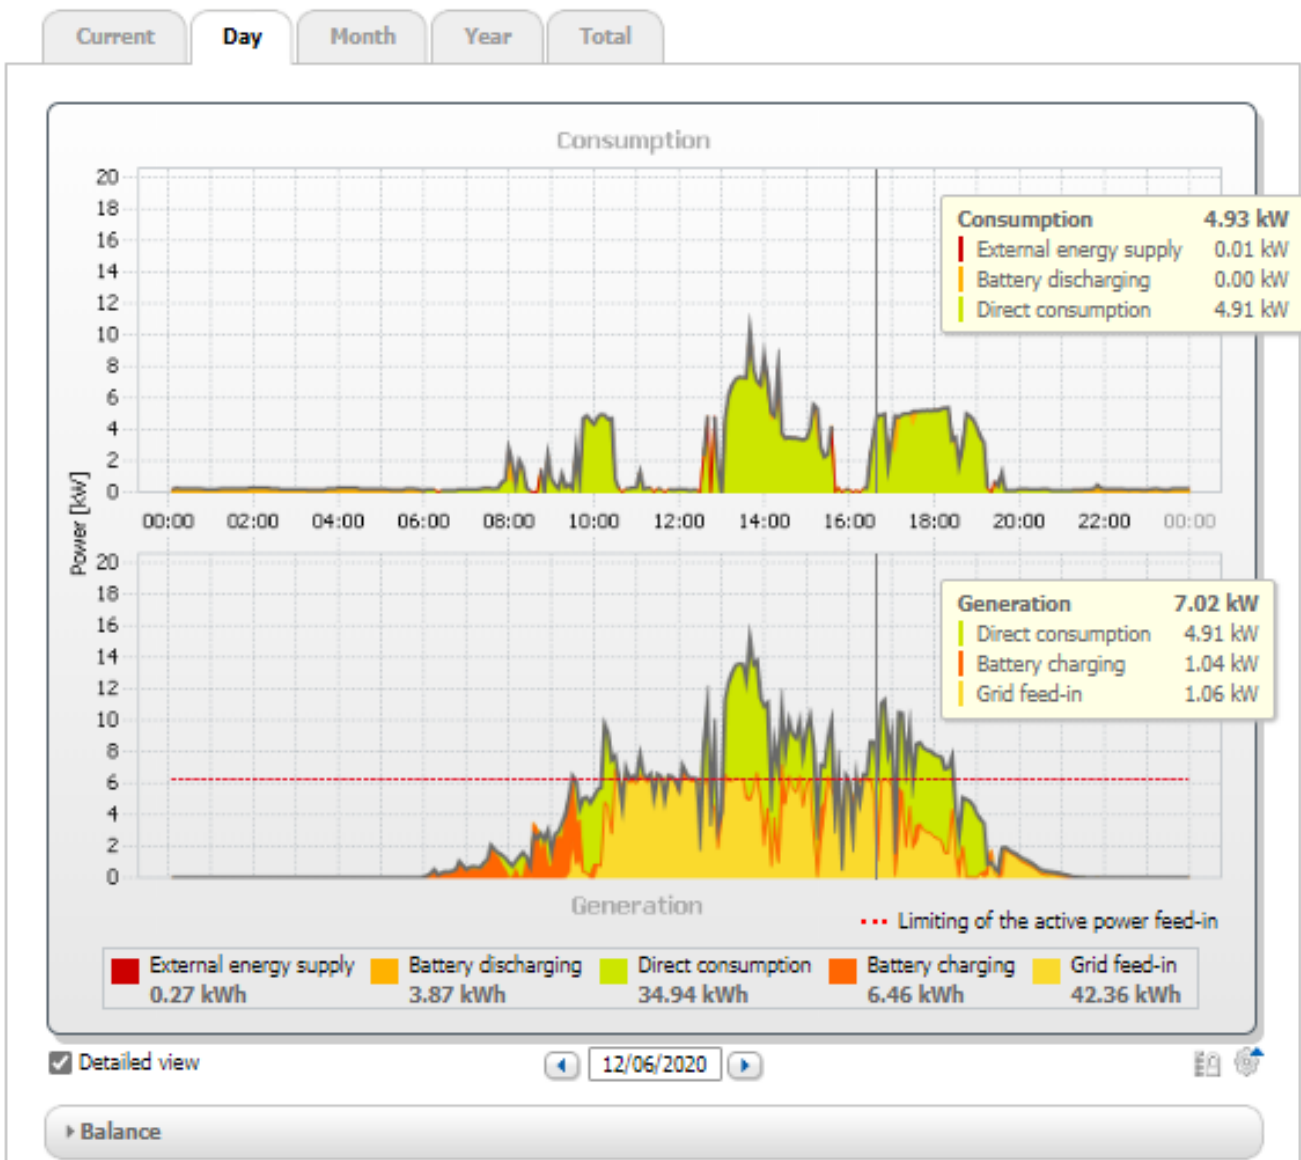 Current Day Month Year Total
Consumption
20
18
16
14
12
10
8
6
4
2
0
Consumption 4.93 kW
External energy supply 0.01 kW
Battery discharging 0.00 kW
Direct consumption 4.91 kW
Power [kW]
00:00 02:00 04:00 06:00 08:00 10:00 12:00 14:00 16:00 18:00 20:00 22:00 00:00
20
18
16
14
12
10
8
6
4
2
0
Generation 7.02 kW
Direct consumption 4.91 kW
Battery charging 1.04 kW
Grid feed-in 1.06 kW
Generation
Limiting of the active power feed-in
External energy supply Battery discharging Direct consumption Battery charging Grid feed-in
0.27 kWh 3.87 kWh 34.94 kWh 6.46 kWh 42.36 kWh
Detailed view 12/06/2020
Balance